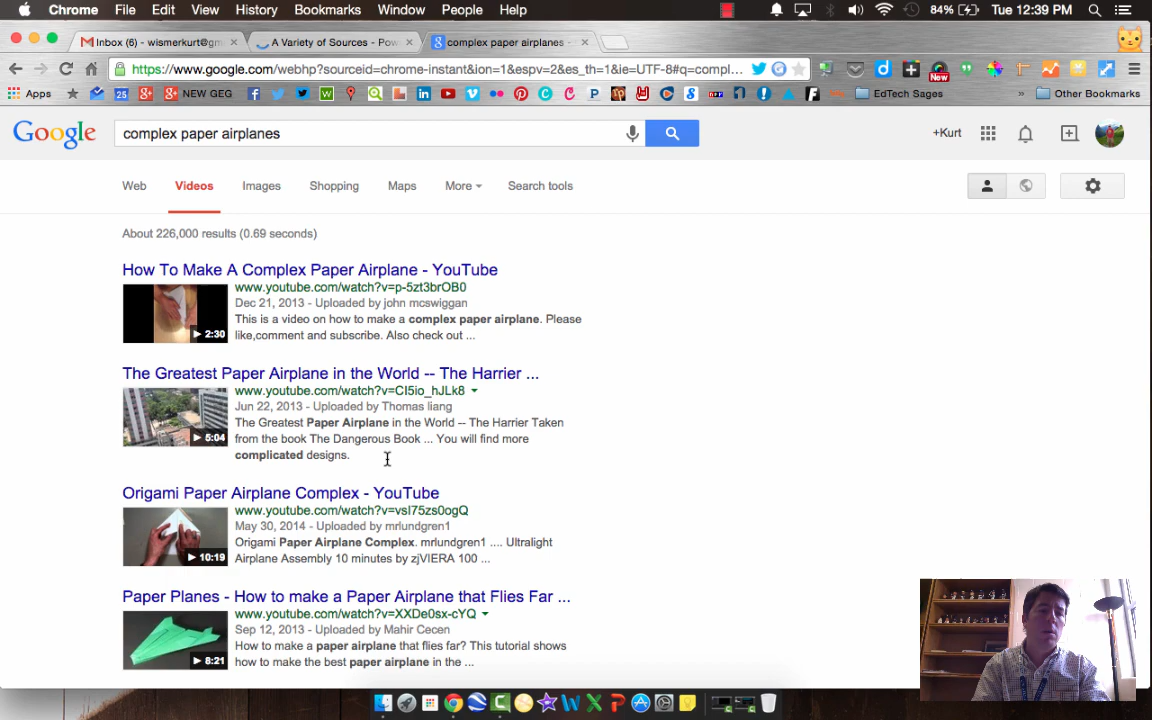 Chrome File Edit View History Bookmarks Window People Help 84% Tue 12:39 PM
Inbox (6) - wismerkurt@gm A Variety of Sources - Pow complex paper airplanes -
https://www.google.com/webhp?sourceid=chrome-instant&ion=1&espv=2&es_th=1&ie=UTF-8#q=compl... New
Apps 25 NEW GEG EdTech Sages » Other Bookmarks
Google complex paper airplanes +Kurt
Web Videos Images Shopping Maps More Search tools
About 226,000 results (0.69 seconds)
How To Make A Complex Paper Airplane - YouTube
www.youtube.com/watch?v=p-5zt3brOB0
Dec 21, 2013 - Uploaded by john mcswiggan
This is a video on how to make a complex paper airplane. Please
2:30
like,comment and subscribe. Also check out ...
The Greatest Paper Airplane in the World -- The Harrier ...
www.youtube.com/watch?v=CI5io_hJLk8
Jun 22, 2013 - Uploaded by Thomas liang
The Greatest Paper Airplane in the World -- The Harrier Taken
5:04
from the book The Dangerous Book ... You will find more
complicated designs.
Origami Paper Airplane Complex - YouTube
www.youtube.com/watch?v=vsI75zs0ogQ
May 30, 2014 - Uploaded by mrlundgren1
Origami Paper Airplane Complex. mrlundgren1 .... Ultralight
10:19
Airplane Assembly 10 minutes by zjVIERA 100 ...
Paper Planes - How to make a Paper Airplane that Flies Far ...
www.youtube.com/watch?v=XXDe0sx-cYQ
Sep 12, 2013 - Uploaded by Mahir Cecen
How to make a paper airplane that flies far? This tutorial shows
8:21
how to make the best paper airplane in the ...